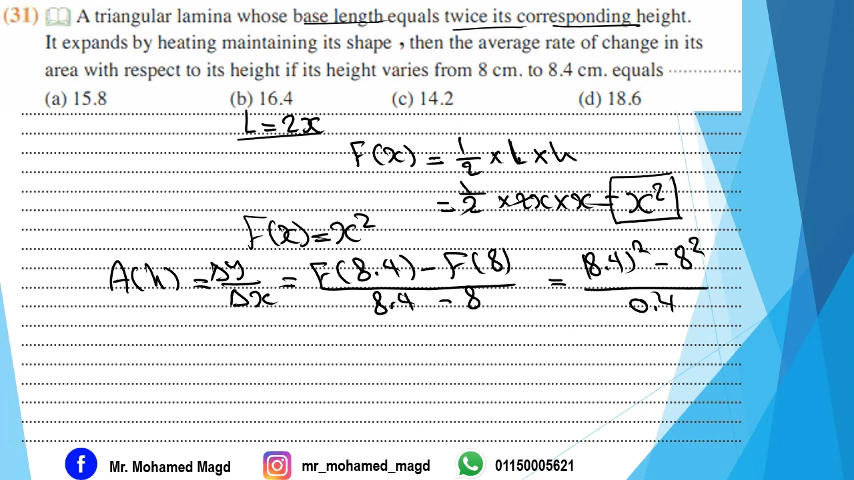 (31) A triangular lamina whose base length equals twice its corresponding height.
It expands by heating maintaining its shape , then the average rate of change in its
area with respect to its height if its height varies from 8 cm. to 8.4 cm. equals ..................
(a) 15.8 (b) 16.4 (c) 14.2 (d) 18.6
L = 2x
F(x) = 1/2 × L × h
= 1/2 × 2x × x = x²
F(x) = x²
A(h) = Δy/Δx = F(8.4) - F(8) / 8.4 - 8 = (8.4)² - 8² / 0.4
Mr. Mohamed Magd mr_mohamed_magd 01150005621